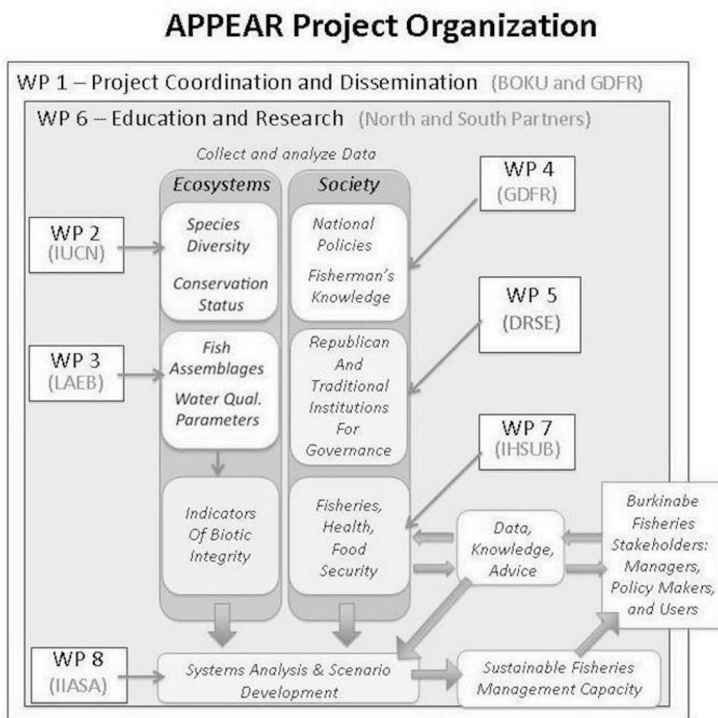 APPEAR Project Organization
WP 1 – Project Coordination and Dissemination (BOKU and GDFR)
WP 6 – Education and Research (North and South Partners)
Collect and analyze Data
Ecosystems
Society
WP 2
(IUCN)
Species
Diversity
Conservation
Status
National
Policies
Fisherman's
Knowledge
WP 4
(GDFR)
WP 3
(LAEB)
Fish
Assemblages
Water Qual.
Parameters
Republican
And
Traditional
Institutions
For
Governance
WP 5
(DRSE)
WP 7
(IHSUB)
Indicators
Of Biotic
Integrity
Fisheries,
Health,
Food
Security
Data,
Knowledge,
Advice
Burkinabe
Fisheries
Stakeholders:
Managers,
Policy Makers,
and Users
WP 8
(IIASA)
Systems Analysis & Scenario
Development
Sustainable Fisheries
Management Capacity